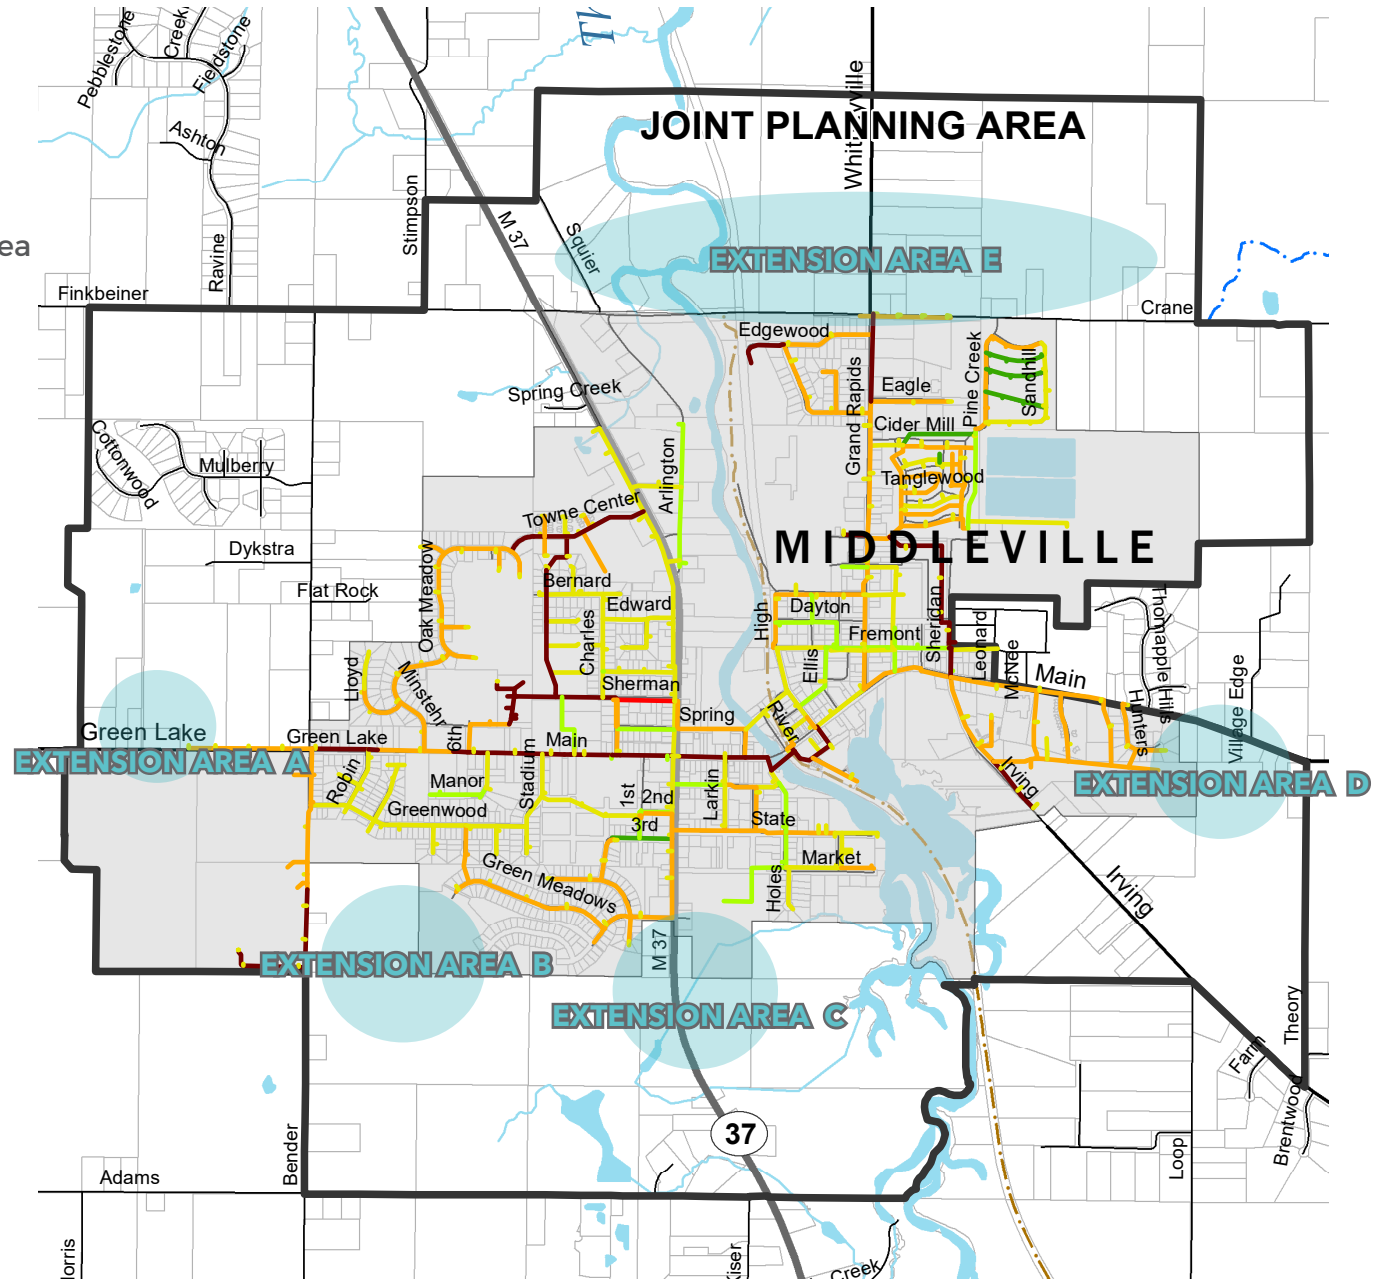 Th
Pebblestone
Creek
Fieldstone
Ashton
Ravine
Stimpson
M 37
Squier
Whitneyville
JOINT PLANNING AREA
ea
EXTENSION AREA E
Finkbeiner
Crane
Edgewood
Spring Creek
Grand Rapids
Eagle
Pine Creek
Sandhill
Cider Mill
Cottonwood
Mulberry
Arlington
Tanglewood
Towne Center
MIDDLEVILLE
Dykstra
Flat Rock
Oak Meadow
Bernard
Edward
Charles
High
Dayton
Fremont
Sheridan
Leonard
McNee
Main
Thornapple Hills
Village Edge
Lloyd
Minstehr
Sherman
Ellis
Spring
River
Hunters
Green Lake
Green Lake
6th
Main
EXTENSION AREA A
EXTENSION AREA D
Robin
Manor
Stadium
Greenwood
1st
2nd
3rd
Larkin
State
Irving
Market
Holes
Green Meadows
Irving
M 37
EXTENSION AREA B
EXTENSION AREA C
37
Theory
Farm
Brentwood
Loop
Bender
Adams
Creek